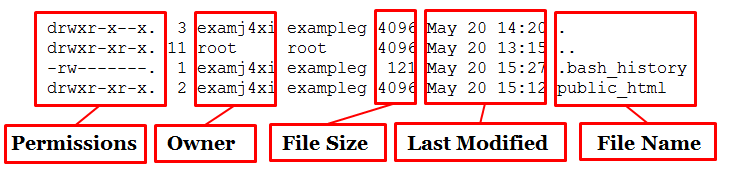 drwxr-x--x. 3 examj4xi exampleg 4096 May 20 14:20 .
drwxr-xr-x. 11 root root 4096 May 20 13:15 ..
-rw-------. 1 examj4xi exampleg 121 May 20 15:27 .bash_history
drwxr-xr-x. 2 examj4xi exampleg 4096 May 20 15:12 public_html
Permissions Owner File Size Last Modified File Name